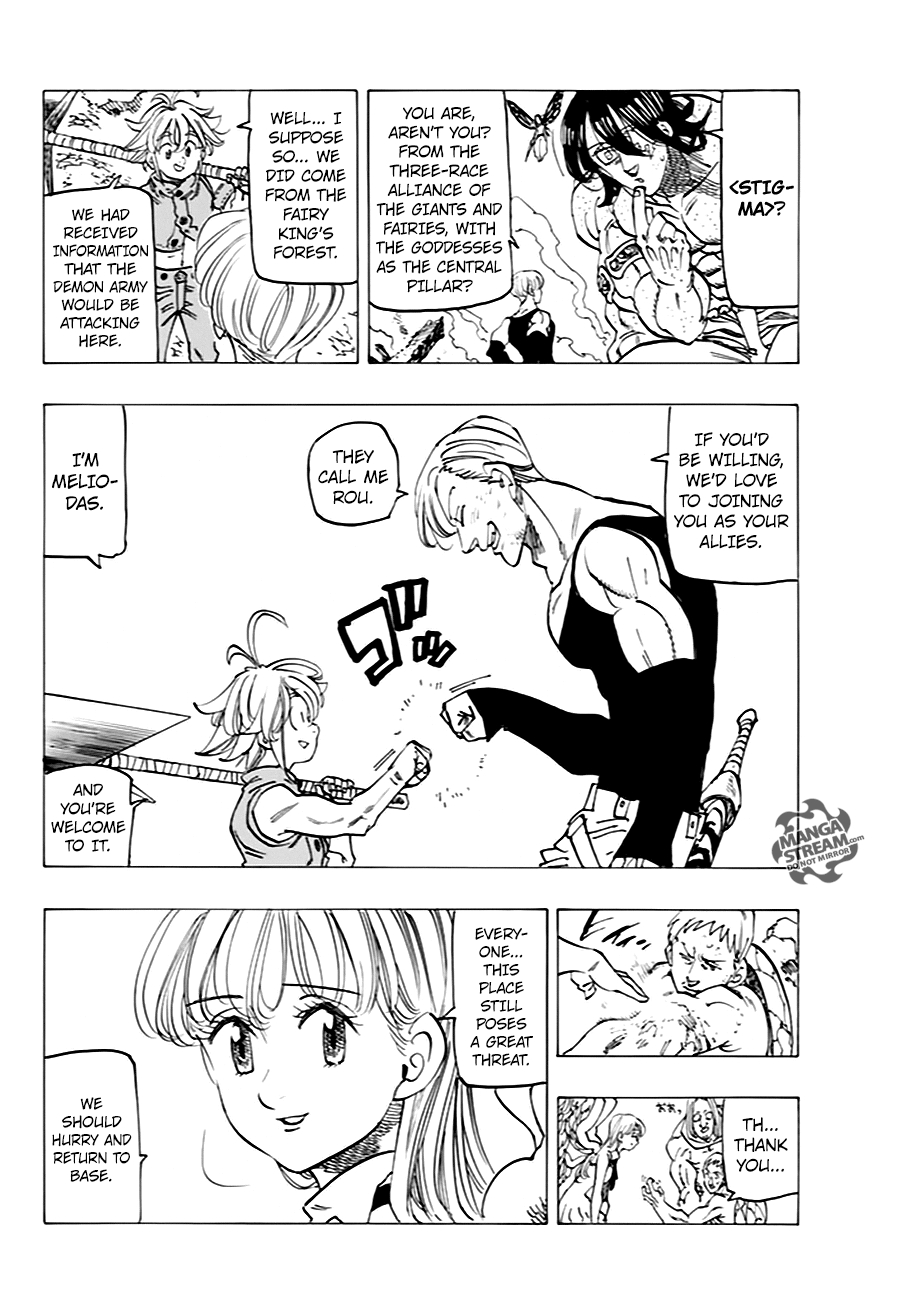 <STIG-
MA>?
YOU ARE,
AREN'T YOU?
FROM THE
THREE-RACE
ALLIANCE OF
THE GIANTS AND
FAIRIES, WITH
THE GODDESSES
AS THE CENTRAL
PILLAR?
WELL... I
SUPPOSE
SO... WE
DID COME
FROM THE
FAIRY
KING'S
FOREST.
WE HAD
RECEIVED
INFORMATION
THAT THE
DEMON ARMY
WOULD BE
ATTACKING
HERE.
IF YOU'D
BE WILLING,
WE'D LOVE
TO JOINING
YOU AS YOUR
ALLIES.
THEY
CALL ME
ROU.
I'M
MELIO-
DAS.
AND
YOU'RE
WELCOME
TO IT.
MANGA
STREAM.com
DO NOT MIRROR
TH...
THANK
YOU...
EVERY-
ONE...
THIS
PLACE
STILL
POSES
A GREAT
THREAT.
WE
SHOULD
HURRY AND
RETURN TO
BASE.